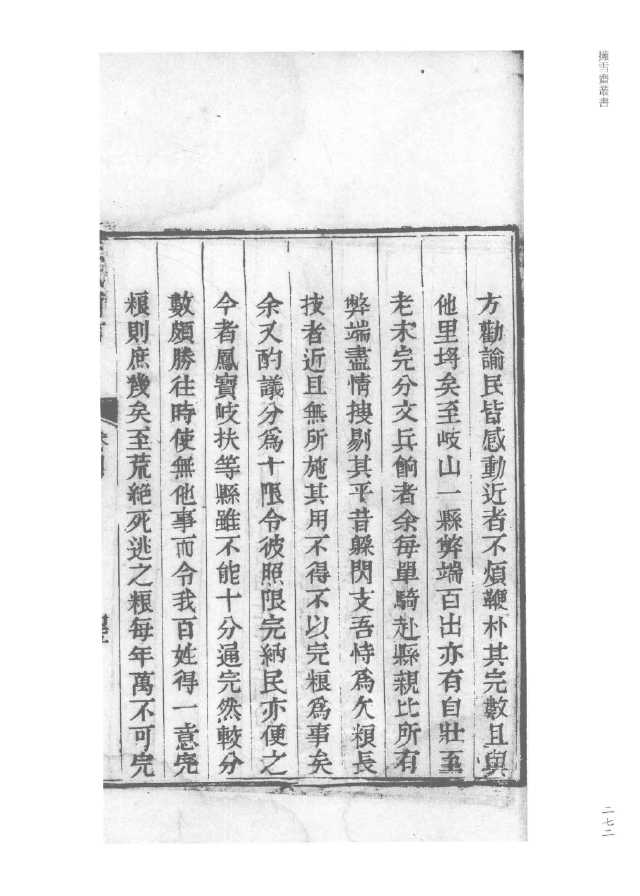 擁雪齋叢書
方勸諭民皆感動近者不煩鞭朴其完數且與
他里埓矣至岐山一縣弊端百出亦有自壯至
老未完分文兵餉者余每單騎赴縣親比所有
弊端盡情搜剔其平昔躱閃支吾恃爲欠粮長
技者近且無所施其用不得不以完粮爲事矣
余又酌議分爲十限令彼照限完納民亦便之
今者鳳寶岐扶等縣雖不能十分通完然較分
數頗勝往時使無他事而令我百姓得一意完
粮則庶幾矣至荒絶死逃之粮每年萬不可完
二七二